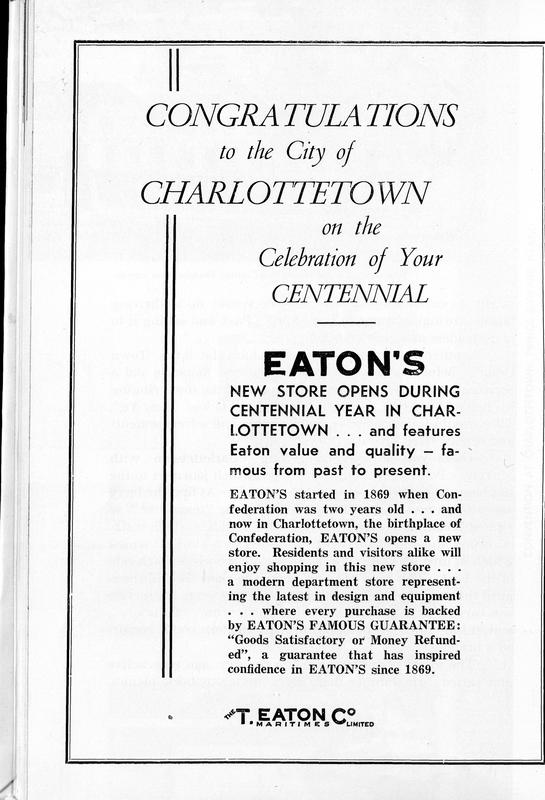 CONGRATULATIONS
to the City of
CHARLOTTETOWN
on the
Celebration of Your
CENTENNIAL
EATON'S
NEW STORE OPENS DURING
CENTENNIAL YEAR IN CHAR-
LOTTETOWN . . . and features
Eaton value and quality – fa-
mous from past to present.
EATON'S started in 1869 when Con-
federation was two years old . . . and
now in Charlottetown, the birthplace of
Confederation, EATON'S opens a new
store. Residents and visitors alike will
enjoy shopping in this new store . . .
a modern department store represent-
ing the latest in design and equipment
. . . where every purchase is backed
by EATON'S FAMOUS GUARANTEE:
"Goods Satisfactory or Money Refund-
ed", a guarantee that has inspired
confidence in EATON'S since 1869.
THE T. EATON Co
MARITIMES LIMITED